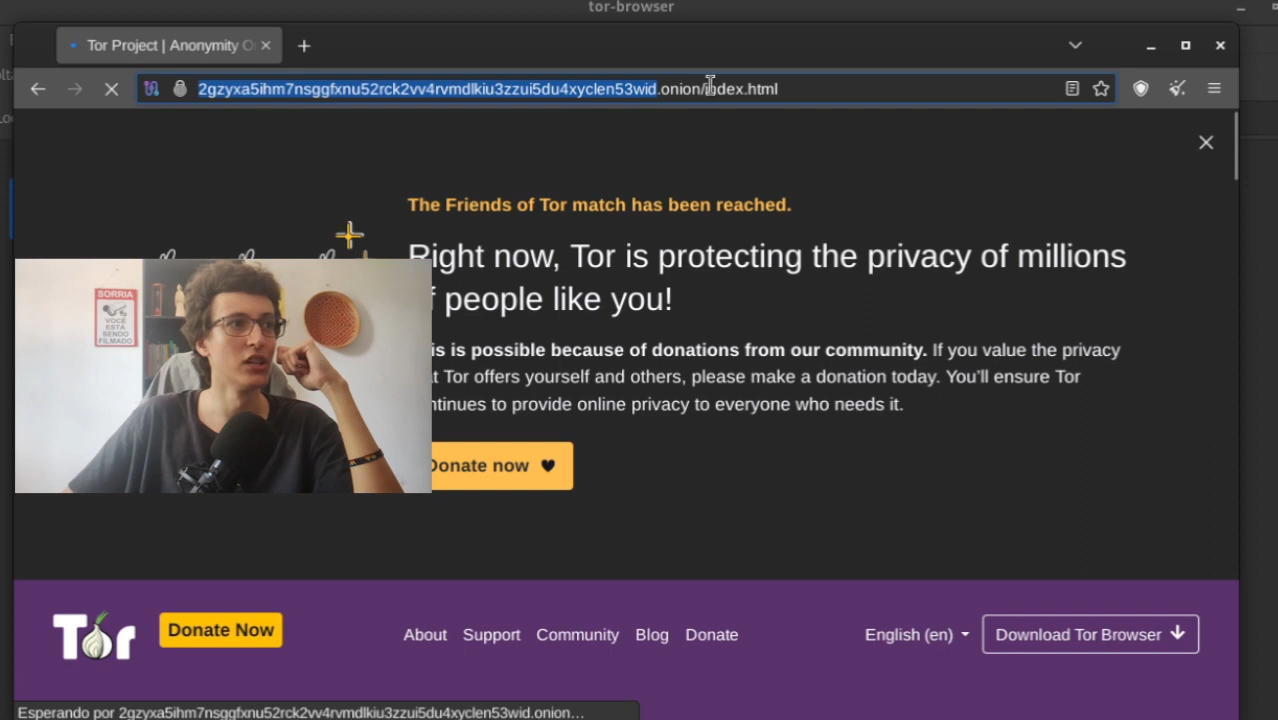 tor-browser
Tor Project | Anonymity O
2gzyxa5ihm7nsggfxnu52rck2vv4rvmdlkiu3zzui5du4xyclen53wid.onion/index.html
The Friends of Tor match has been reached.
Right now, Tor is protecting the privacy of millions
f people like you!
is is possible because of donations from our community. If you value the privacy
at Tor offers yourself and others, please make a donation today. You'll ensure Tor
ntinues to provide online privacy to everyone who needs it.
Donate now
SORRIA
VOCÊ
ESTÁ
SENDO
FILMADO
Tor
Donate Now
About Support Community Blog Donate
English (en)
Download Tor Browser
Esperando por 2gzyxa5ihm7nsggfxnu52rck2vv4rvmdlkiu3zzui5du4xyclen53wid.onion…